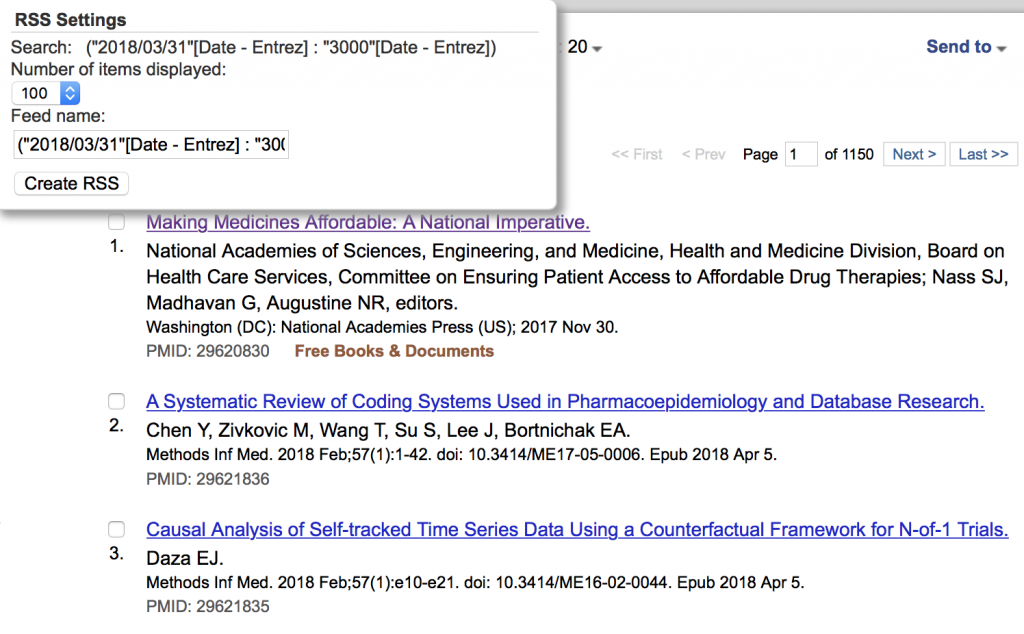 RSS Settings
Search: ("2018/03/31"[Date - Entrez] : "3000"[Date - Entrez])
Number of items displayed:
100
Feed name:
("2018/03/31"[Date - Entrez] : "300
Create RSS
: 20
Send to
<< First < Prev Page 1 of 1150 Next > Last >>
Making Medicines Affordable: A National Imperative.
1.
National Academies of Sciences, Engineering, and Medicine, Health and Medicine Division, Board on
Health Care Services, Committee on Ensuring Patient Access to Affordable Drug Therapies; Nass SJ,
Madhavan G, Augustine NR, editors.
Washington (DC): National Academies Press (US); 2017 Nov 30.
PMID: 29620830 Free Books & Documents
A Systematic Review of Coding Systems Used in Pharmacoepidemiology and Database Research.
2.
Chen Y, Zivkovic M, Wang T, Su S, Lee J, Bortnichak EA.
Methods Inf Med. 2018 Feb;57(1):1-42. doi: 10.3414/ME17-05-0006. Epub 2018 Apr 5.
PMID: 29621836
Causal Analysis of Self-tracked Time Series Data Using a Counterfactual Framework for N-of-1 Trials.
3.
Daza EJ.
Methods Inf Med. 2018 Feb;57(1):e10-e21. doi: 10.3414/ME16-02-0044. Epub 2018 Apr 5.
PMID: 29621835